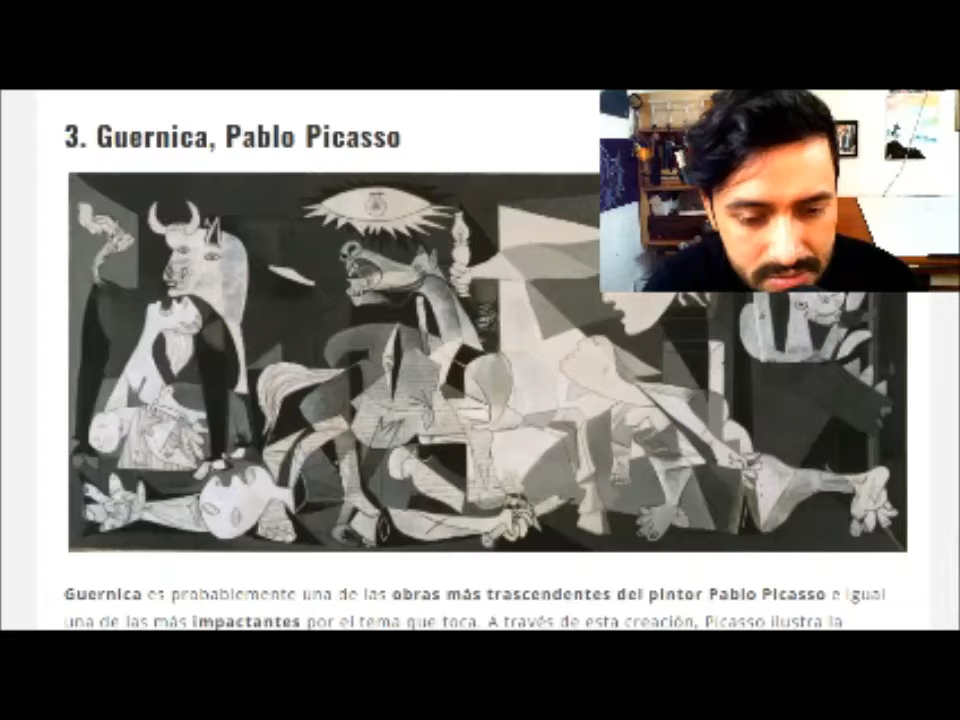 3. Guernica, Pablo Picasso
Guernica es probablemente una de las obras más trascendentes del pintor Pablo Picasso e igual
una de las más impactantes por el tema que toca. A través de esta creación, Picasso ilustra la